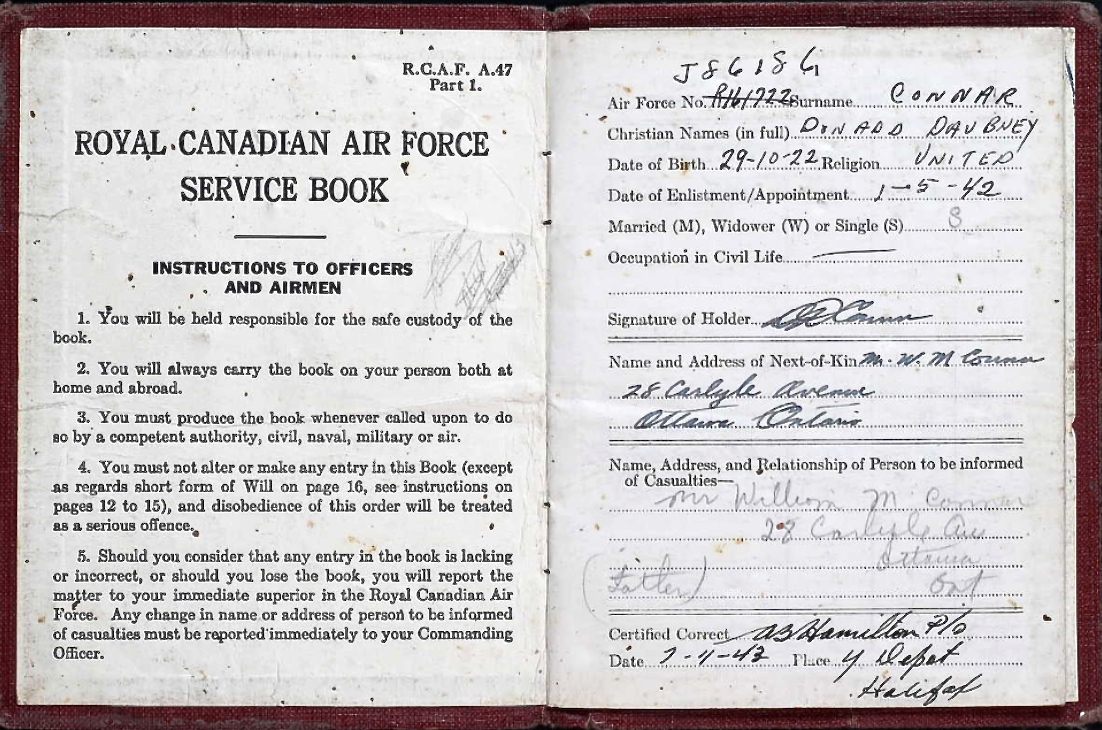 R.C.A.F. A.47
Part 1.
ROYAL CANADIAN AIR FORCE
SERVICE BOOK
INSTRUCTIONS TO OFFICERS
AND AIRMEN
1. You will be held responsible for the safe custody of the
book.
2. You will always carry the book on your person both at
home and abroad.
3. You must produce the book whenever called upon to do
so by a competent authority, civil, naval, military or air.
4. You must not alter or make any entry in this Book (except
as regards short form of Will on page 16, see instructions on
pages 12 to 15), and disobedience of this order will be treated
as a serious offence.
5. Should you consider that any entry in the book is lacking
or incorrect, or should you lose the book, you will report the
matter to your immediate superior in the Royal Canadian Air
Force. Any change in name or address of person to be informed
of casualties must be reported immediately to your Commanding
Officer.
J86186
Air Force No. R161722 Surname CONNAR
Christian Names (in full) DONALD DAUBNEY
Date of Birth 29-10-22 Religion UNITED
Date of Enlistment/Appointment 1-5-42
Married (M), Widower (W) or Single (S) S
Occupation in Civil Life
Signature of Holder DD Connar
Name and Address of Next-of-Kin Mr. W. M Connar
28 Carlyle Avenue
Ottawa Ontario
Name, Address, and Relationship of Person to be informed
of Casualties—
Mr William M Connar
28 Carlyle Ave
Ottawa
(Father) Ont
Certified Correct Hamilton P/O
Date 7-4-43 Place Y Depot
Halifax